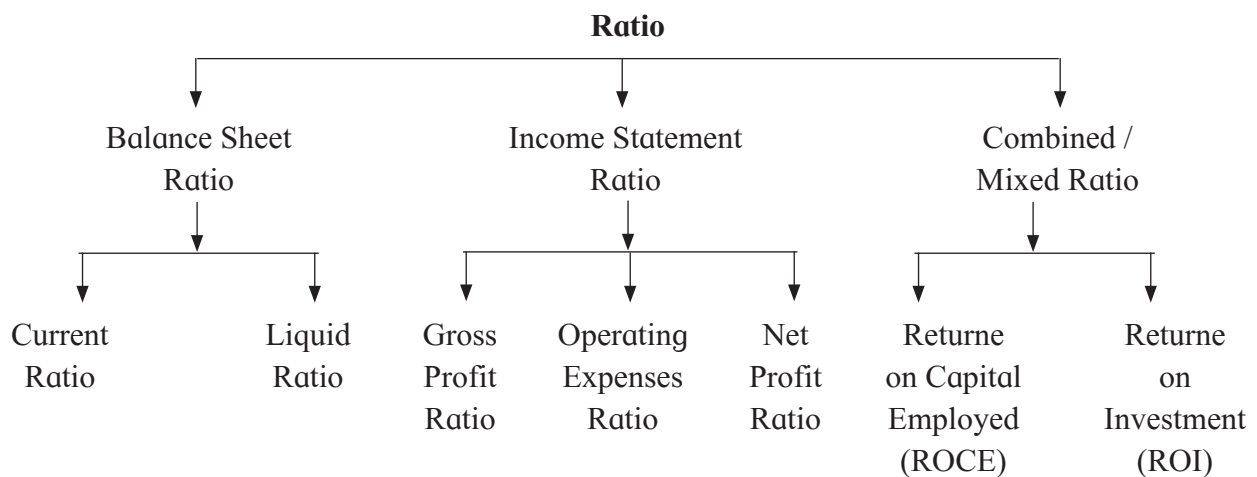 Ratio
Balance Sheet
Ratio
Income Statement
Ratio
Combined /
Mixed Ratio
Current
Ratio
Liquid
Ratio
Gross
Profit
Ratio
Operating
Expenses
Ratio
Net
Profit
Ratio
Returne
on Capital
Employed
(ROCE)
Returne
on
Investment
(ROI)